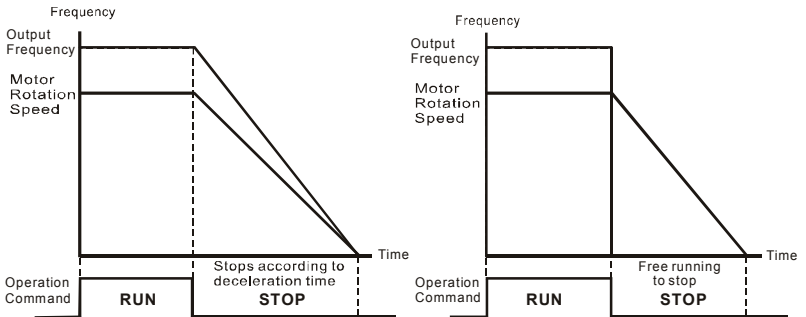 Frequency
Output
Frequency
Motor
Rotation
Speed
Time
Stops according to
deceleration time
Operation
Command
RUN
STOP
Frequency
Output
Frequency
Motor
Rotation
Speed
Time
Free running
to stop
Operation
Command
RUN
STOP